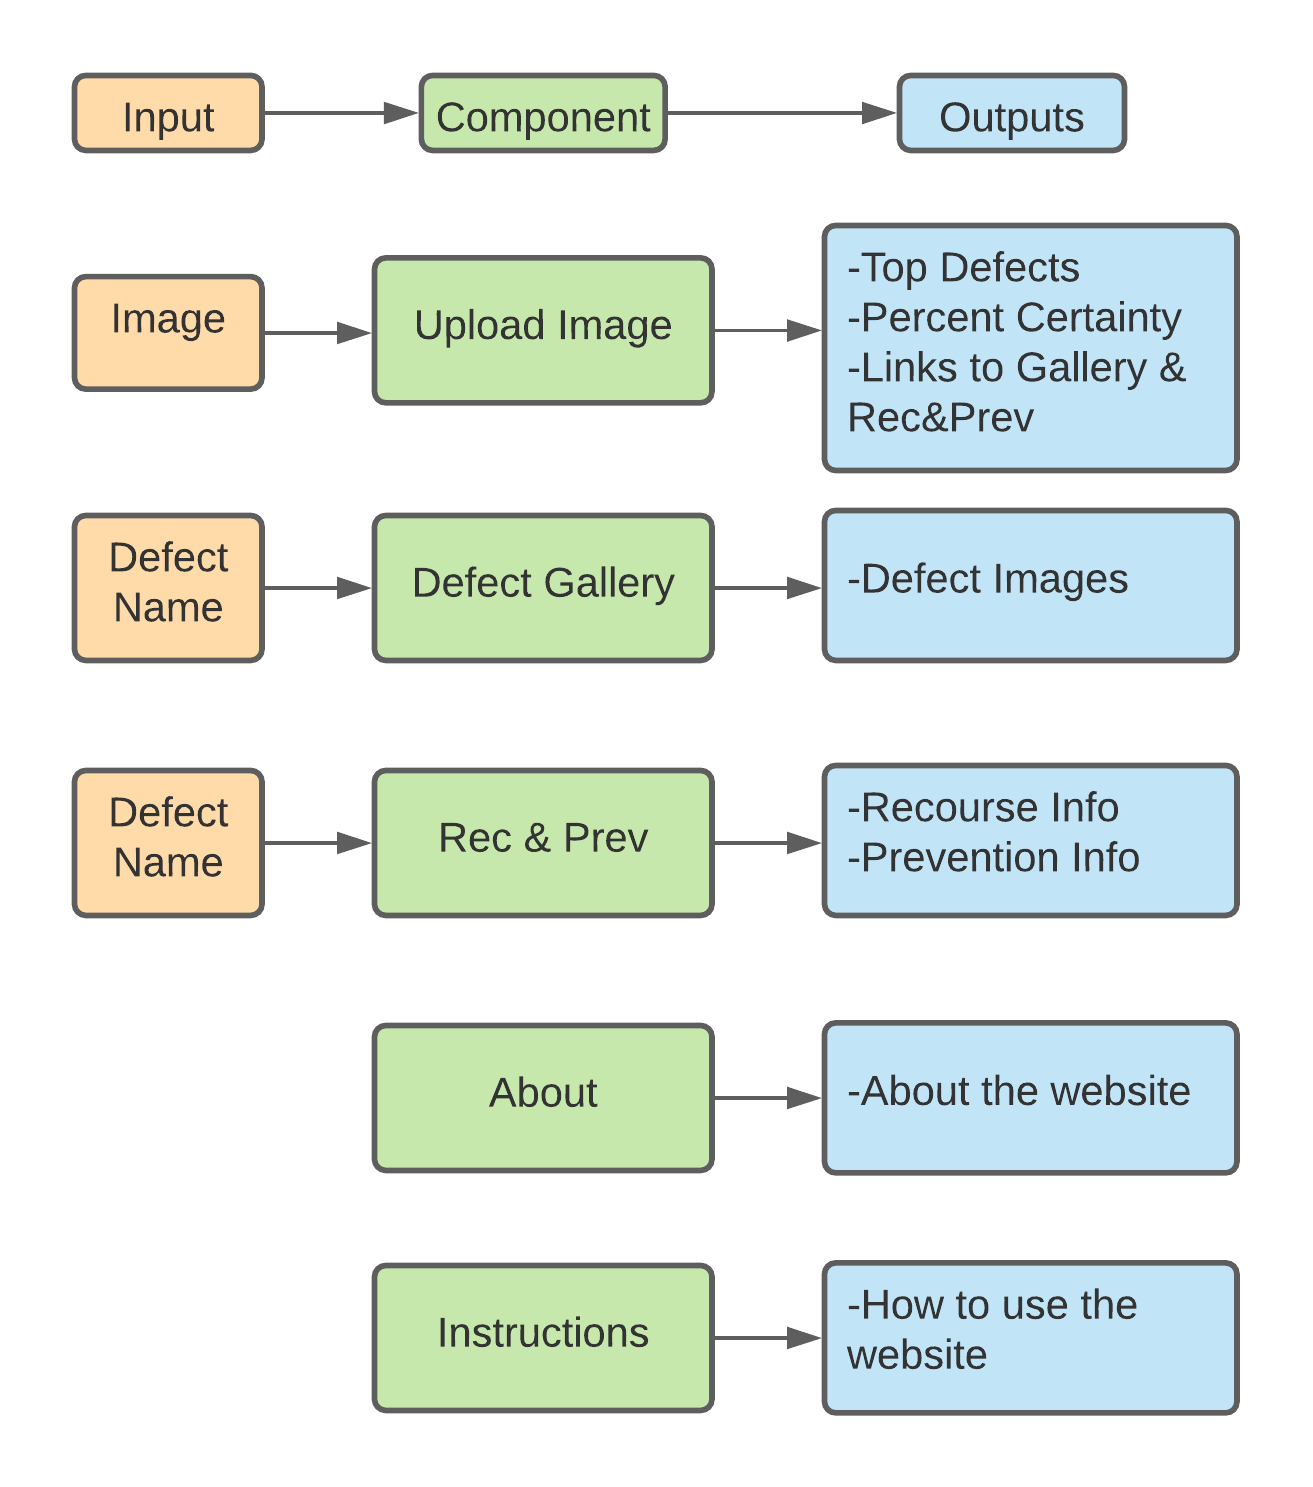 Input
Component
Outputs
Image
Upload Image
-Top Defects
-Percent Certainty
-Links to Gallery &
Rec&Prev
Defect
Name
Defect Gallery
-Defect Images
Defect
Name
Rec & Prev
-Recourse Info
-Prevention Info
About
-About the website
Instructions
-How to use the
website